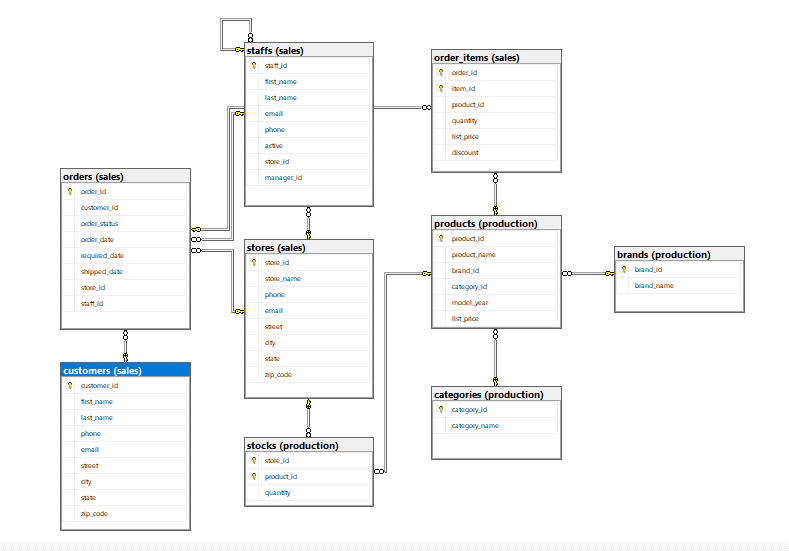 staffs (sales)
staff_id
first_name
last_name
email
phone
active
store_id
manager_id
order_items (sales)
order_id
item_id
product_id
quantity
list_price
discount
orders (sales)
order_id
customer_id
order_status
order_date
required_date
shipped_date
store_id
staff_id
stores (sales)
store_id
store_name
phone
email
street
city
state
zip_code
products (production)
product_id
product_name
brand_id
category_id
model_year
list_price
brands (production)
brand_id
brand_name
customers (sales)
customer_id
first_name
last_name
phone
email
street
city
state
zip_code
stocks (production)
store_id
product_id
quantity
categories (production)
category_id
category_name